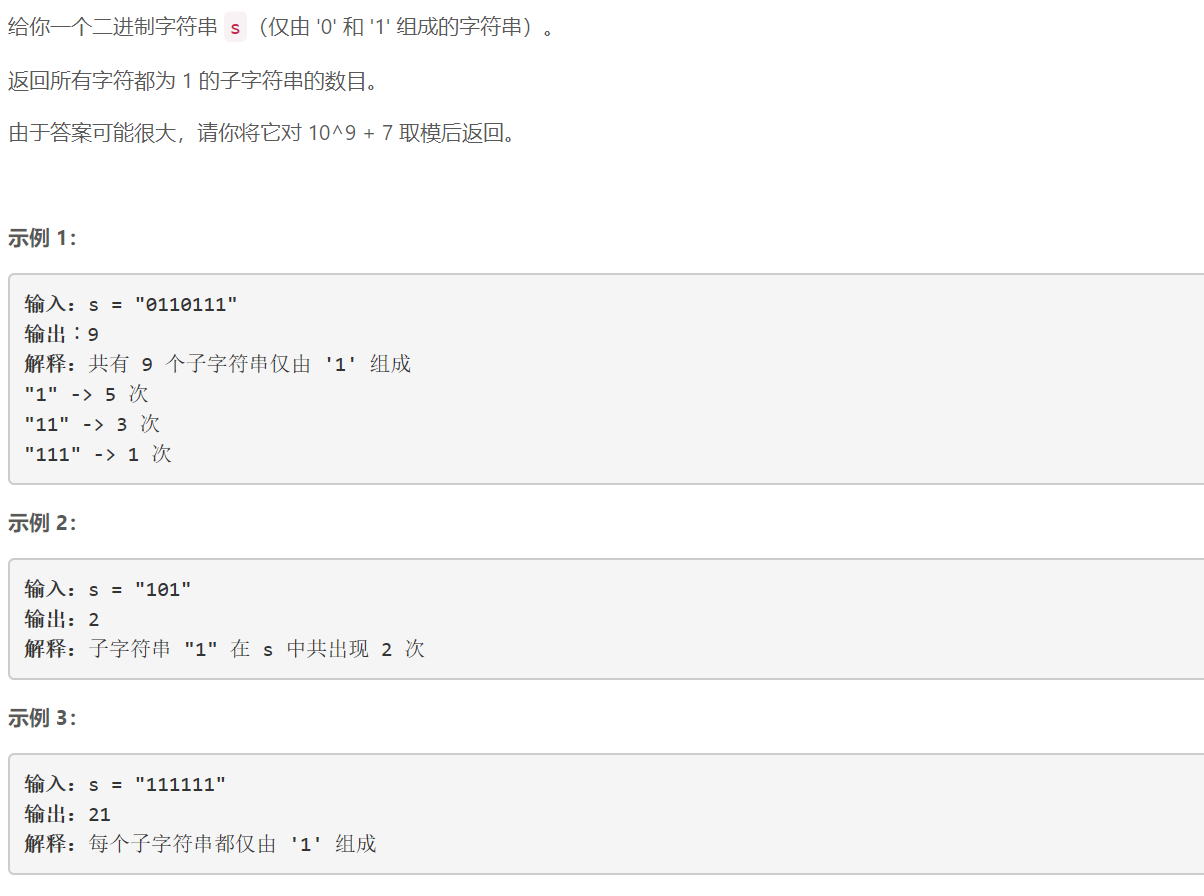 给你一个二进制字符串 s（仅由 '0' 和 '1' 组成的字符串）。
返回所有字符都为 1 的子字符串的数目。
由于答案可能很大，请你将它对 10^9 + 7 取模后返回。
示例 1：
输入：s = "0110111"
输出：9
解释：共有 9 个子字符串仅由 '1' 组成
"1" -> 5 次
"11" -> 3 次
"111" -> 1 次
示例 2：
输入：s = "101"
输出：2
解释：子字符串 "1" 在 s 中共出现 2 次
示例 3：
输入：s = "111111"
输出：21
解释：每个子字符串都仅由 '1' 组成